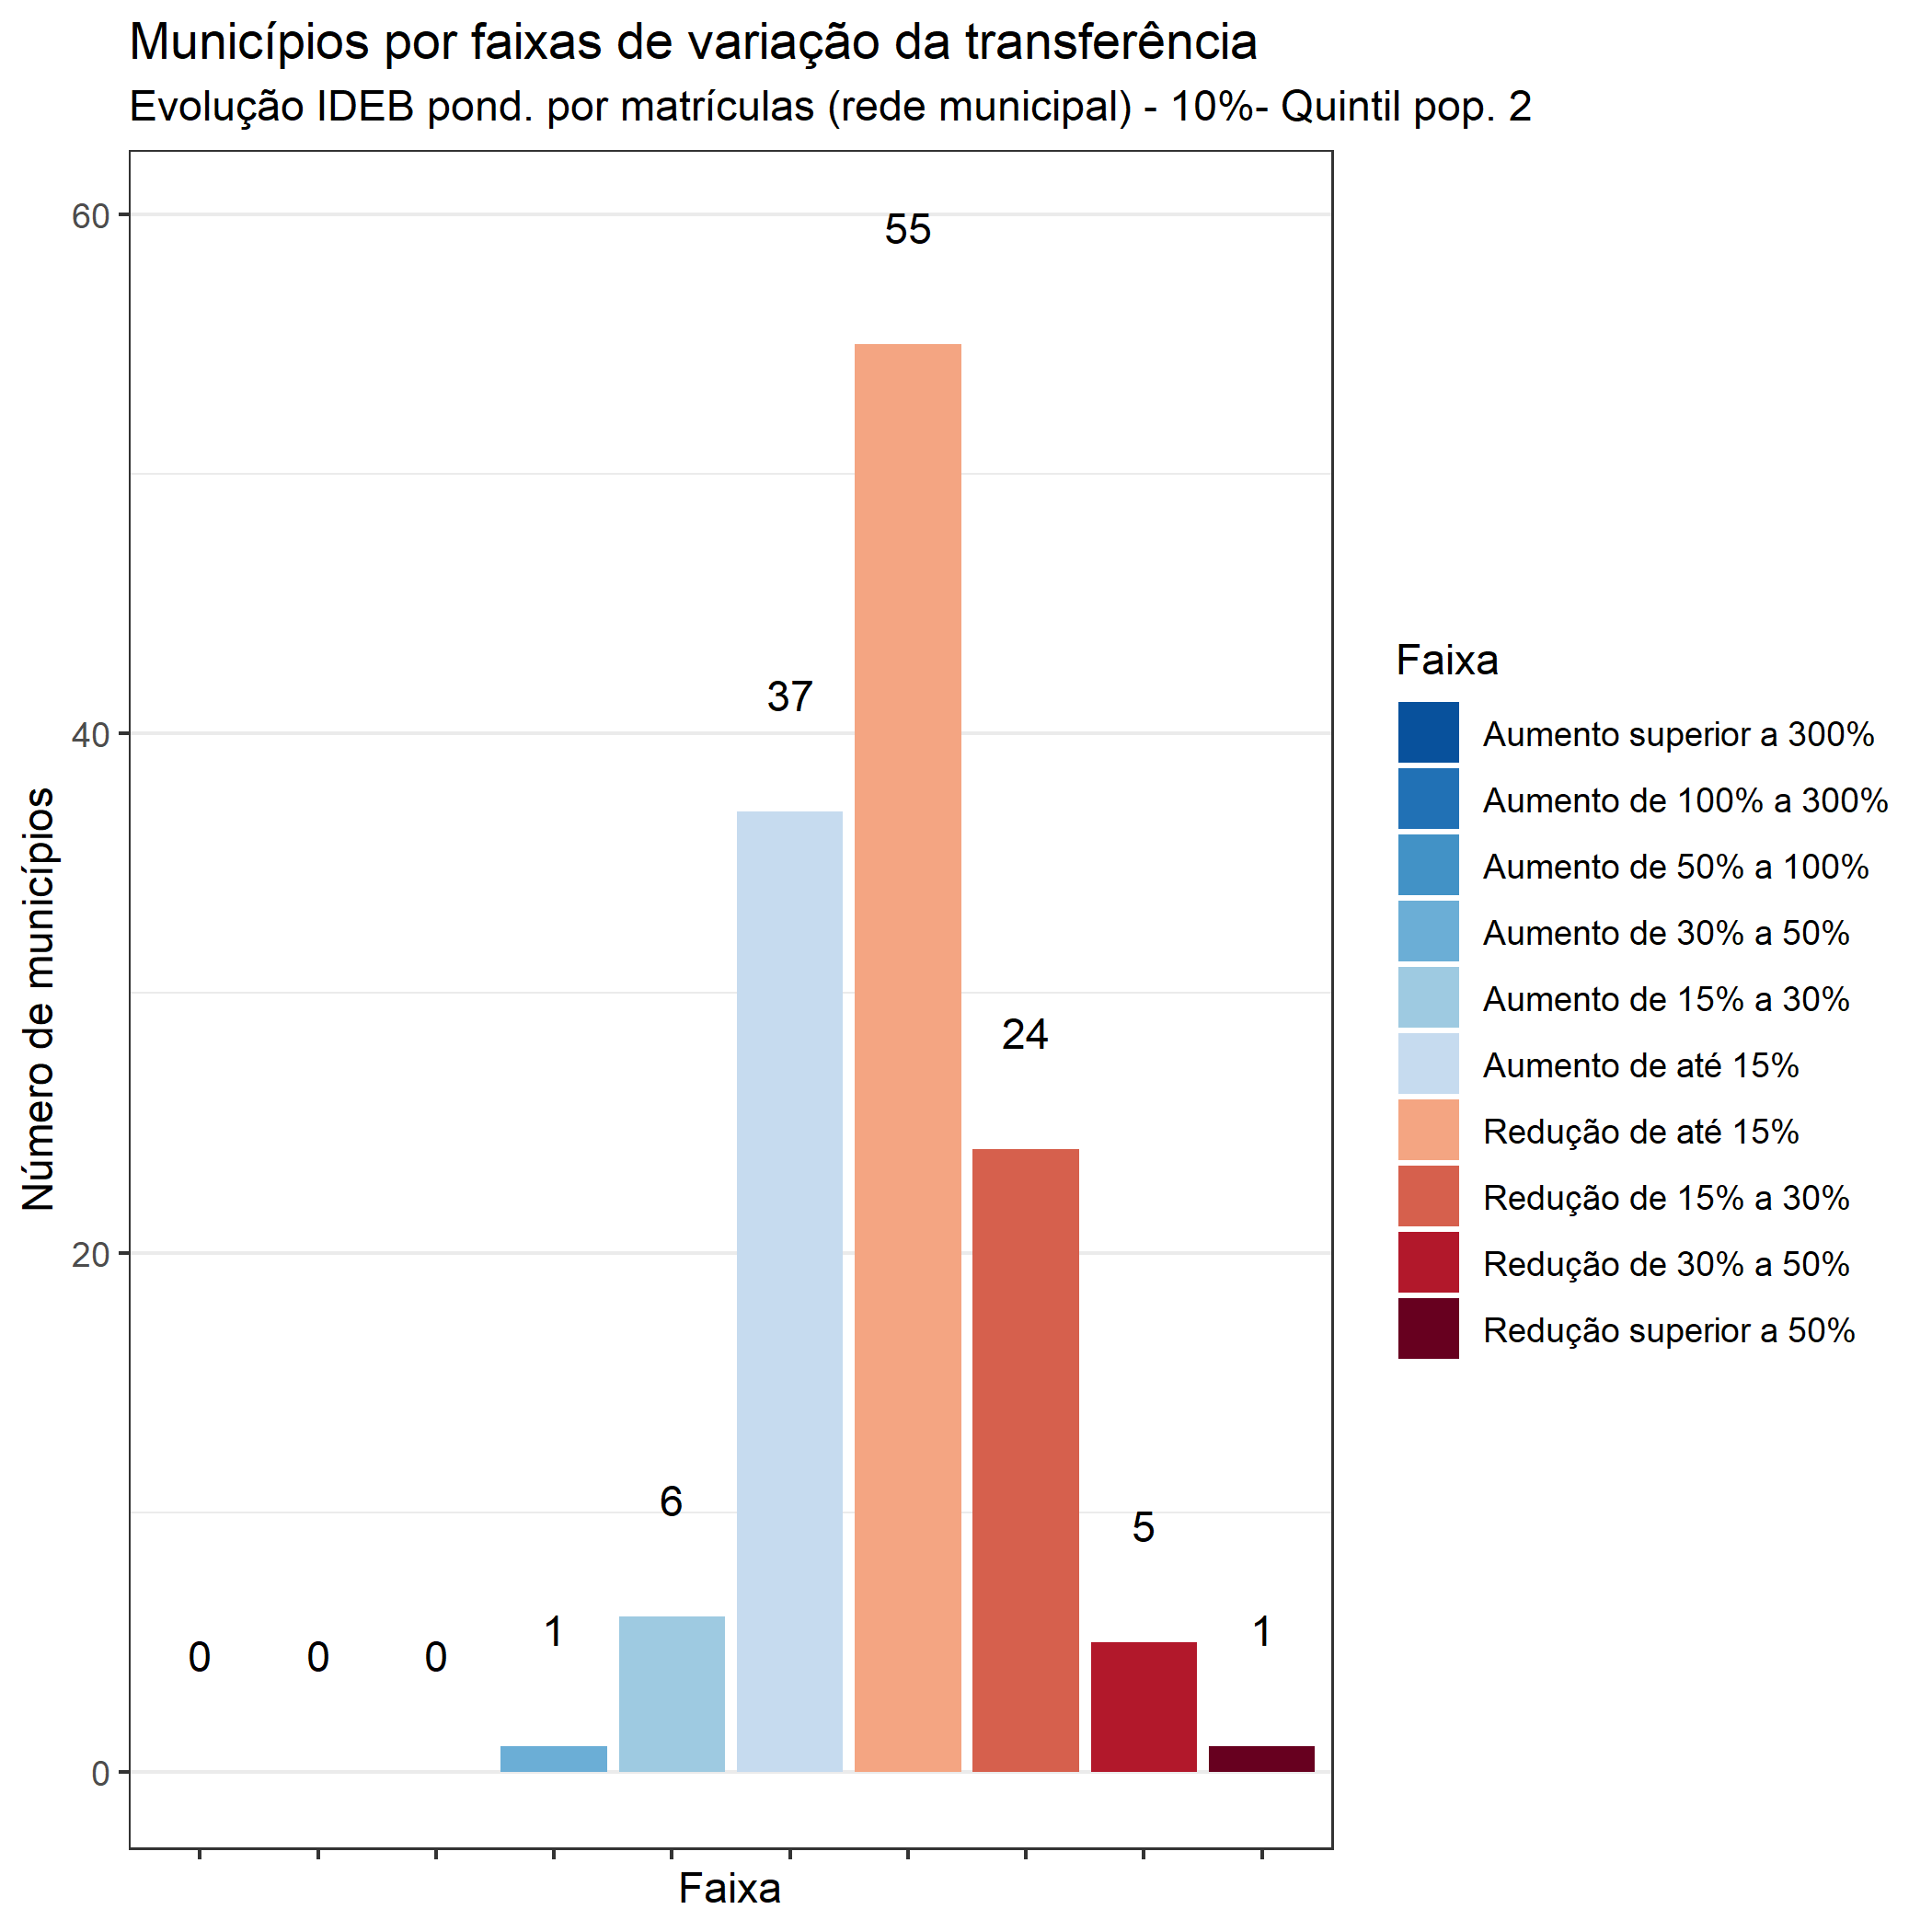 Municípios por faixas de variação da transferência
Evolução IDEB pond. por matrículas (rede municipal) - 10%- Quintil pop. 2
Número de municípios
60
40
20
0
0
0
0
1
6
37
55
24
5
1
Faixa
Faixa
Aumento superior a 300%
Aumento de 100% a 300%
Aumento de 50% a 100%
Aumento de 30% a 50%
Aumento de 15% a 30%
Aumento de até 15%
Redução de até 15%
Redução de 15% a 30%
Redução de 30% a 50%
Redução superior a 50%